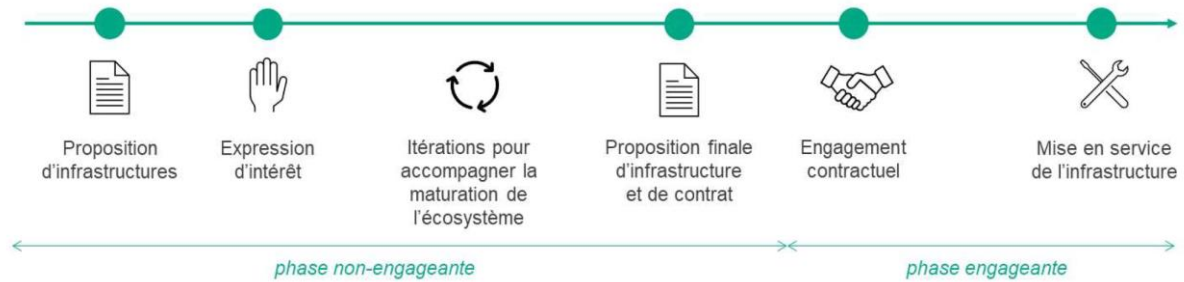 Proposition
d'infrastructures
Expression
d'intérêt
Itérations pour
accompagner la
maturation de
l'écosystème
Proposition finale
d'infrastructure
et de contrat
Engagement
contractuel
Mise en service
de l'infrastructure
phase non-engageante
phase engageante